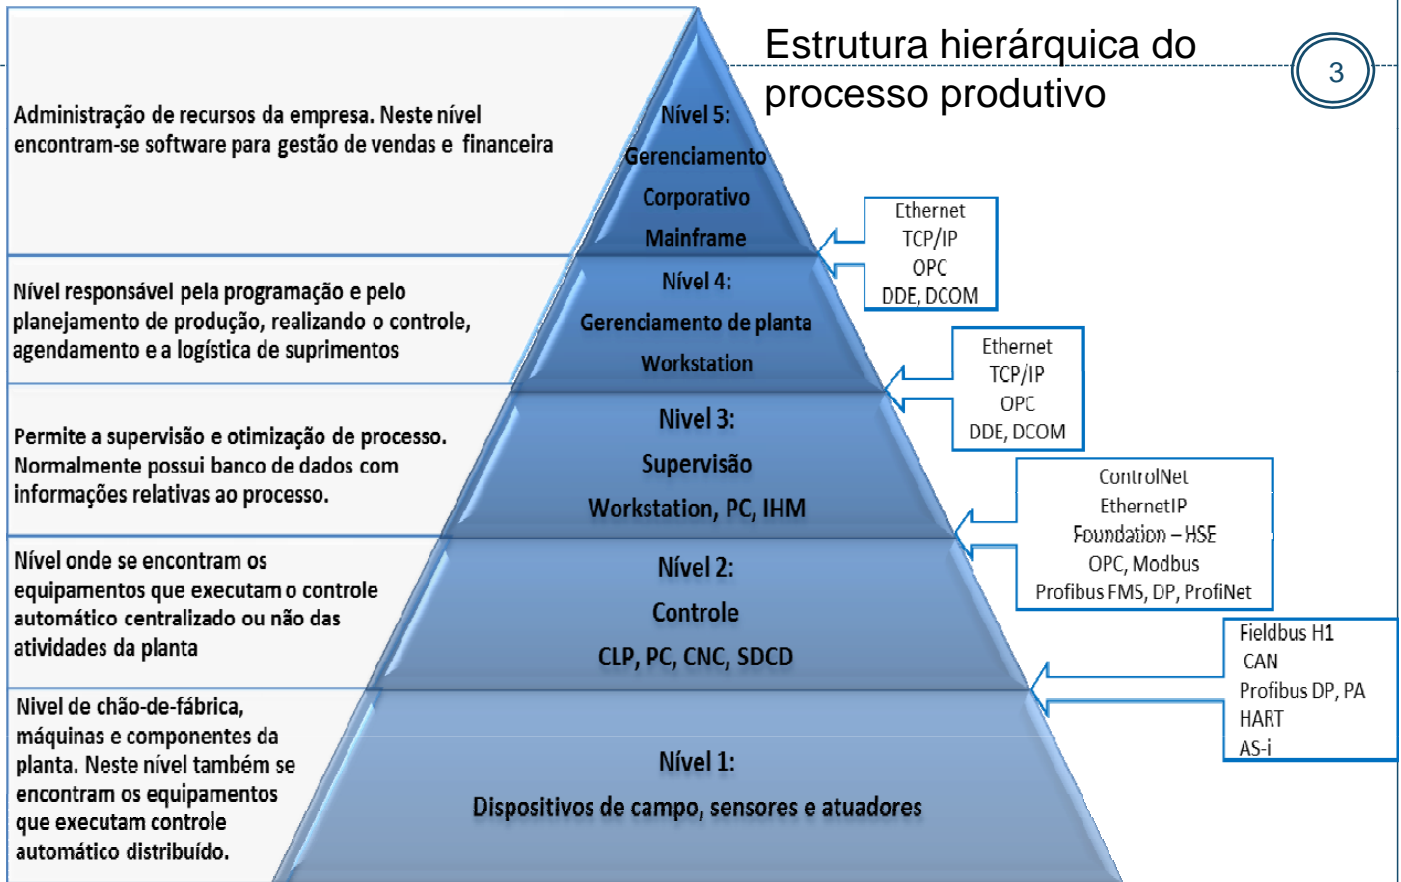 Estrutura hierárquica do
processo produtivo
3
Administração de recursos da empresa. Neste nível
encontram-se software para gestão de vendas e financeira
Nível 5:
Gerenciamento
Corporativo
Mainframe
Ethernet
TCP/IP
OPC
DDE, DCOM
Nível responsável pela programação e pelo
planejamento de produção, realizando o controle,
agendamento e a logística de suprimentos
Nível 4:
Gerenciamento de planta
Workstation
Ethernet
TCP/IP
OPC
DDE, DCOM
Permite a supervisão e otimização de processo.
Normalmente possui banco de dados com
informações relativas ao processo.
Nivel 3:
Supervisão
Workstation, PC, IHM
ControlNet
EthernetIP
Foundation – HSE
OPC, Modbus
Profibus FMS, DP, ProfiNet
Nível onde se encontram os
equipamentos que executam o controle
automático centralizado ou não das
atividades da planta
Nível 2:
Controle
CLP, PC, CNC, SDCD
Fieldbus H1
CAN
Profibus DP, PA
HART
AS-i
Nivel de chão-de-fábrica,
máquinas e componentes da
planta. Neste nível também se
encontram os equipamentos
que executam controle
automático distribuído.
Nível 1:
Dispositivos de campo, sensores e atuadores